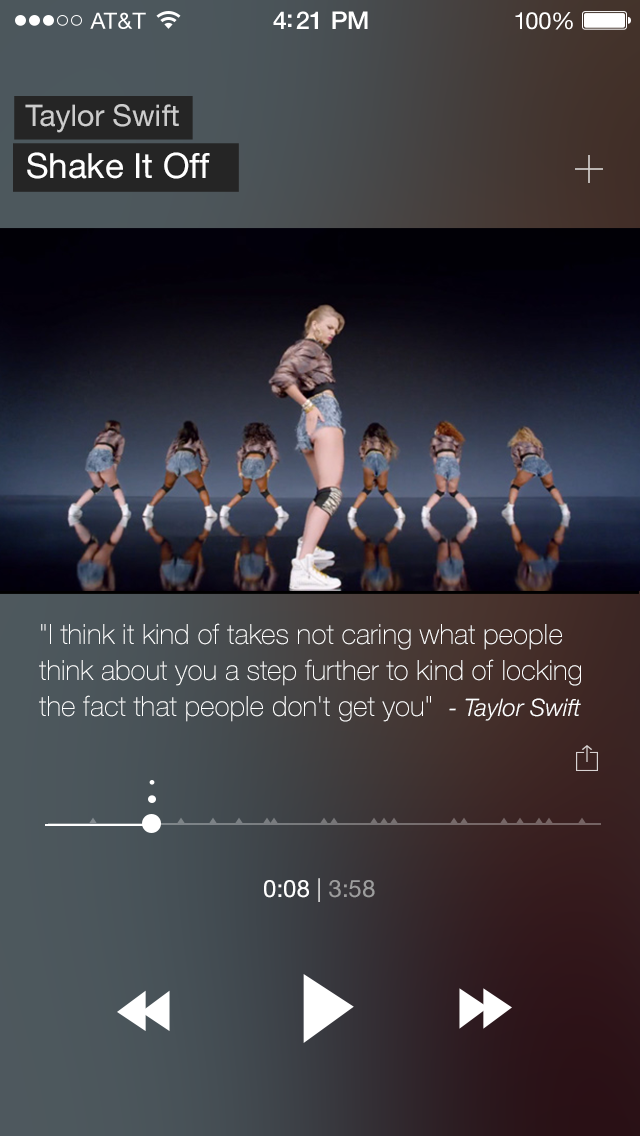 AT&T 4:21 PM 100%
Taylor Swift
Shake It Off
"I think it kind of takes not caring what people
think about you a step further to kind of locking
the fact that people don't get you" - Taylor Swift
0:08 | 3:58